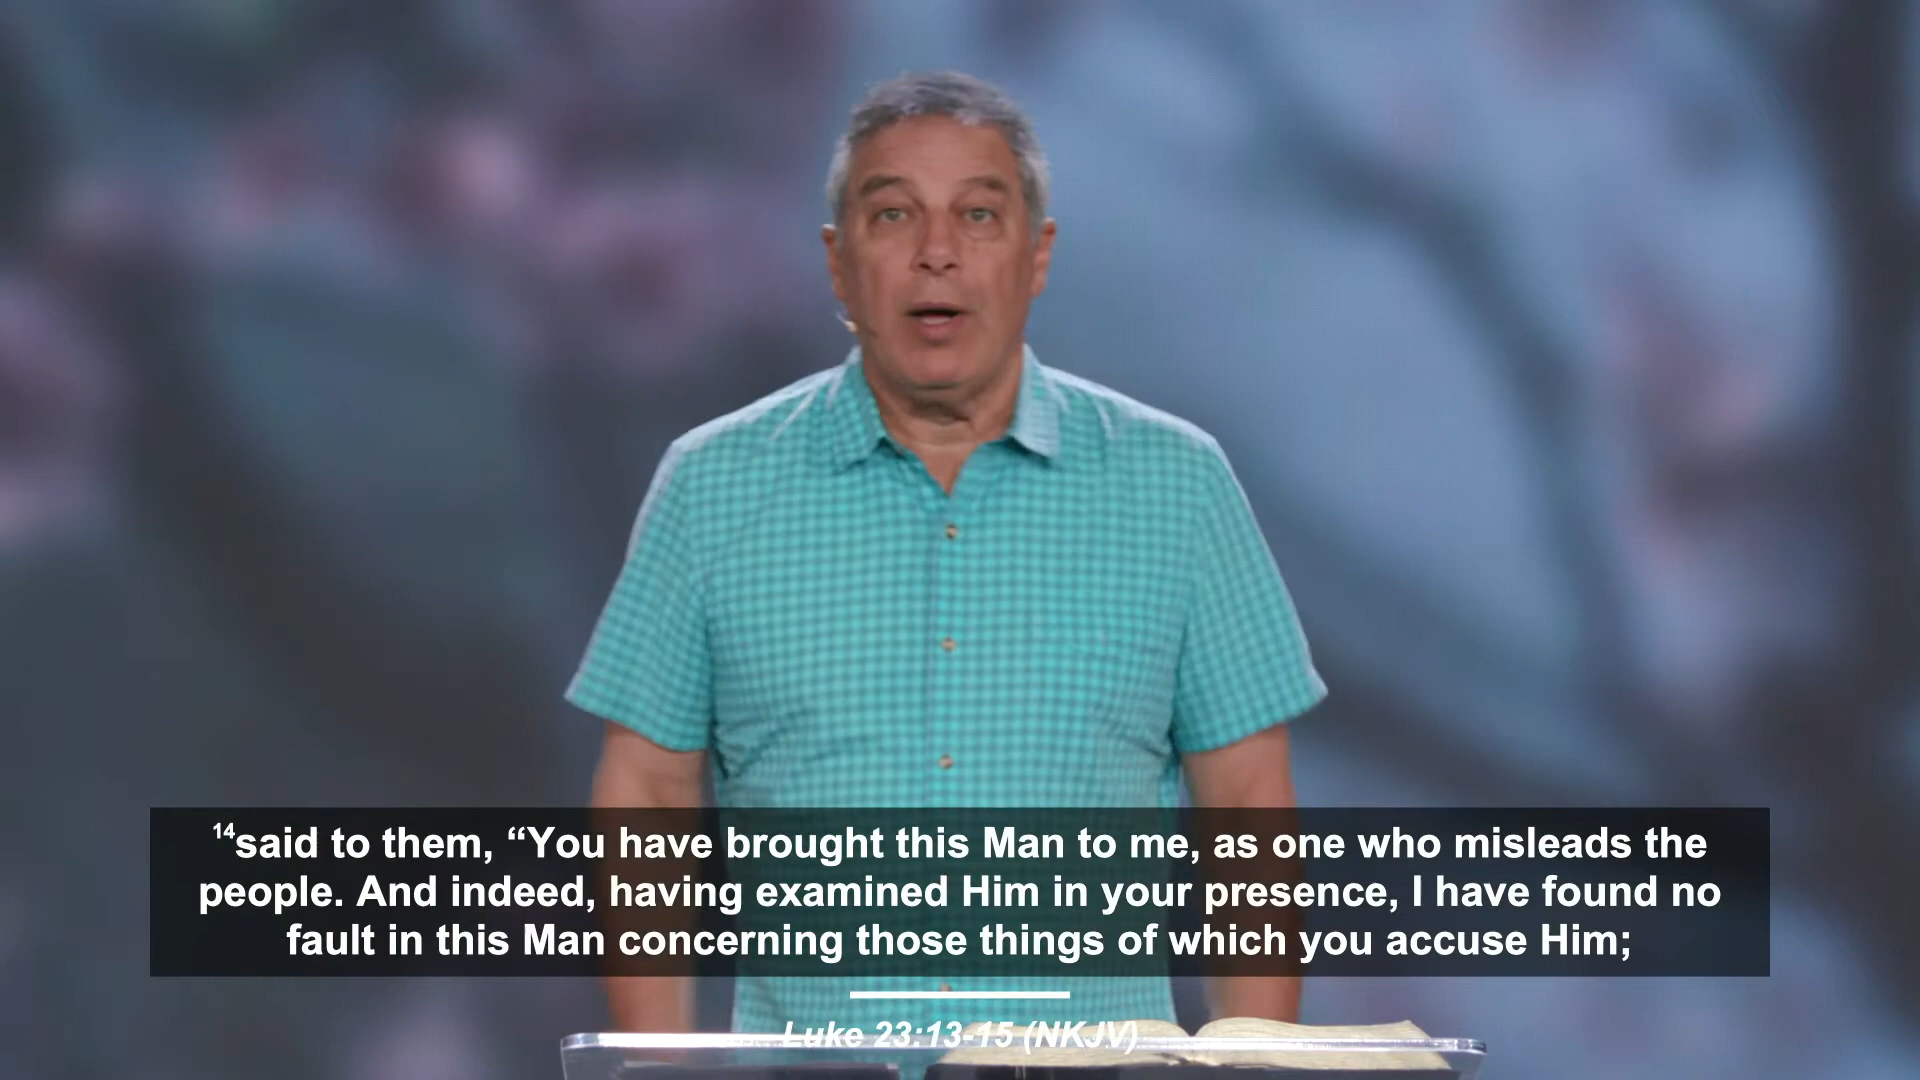 14said to them, “You have brought this Man to me, as one who misleads the
people. And indeed, having examined Him in your presence, I have found no
fault in this Man concerning those things of which you accuse Him;
Luke 23:13-15 (NKJV)